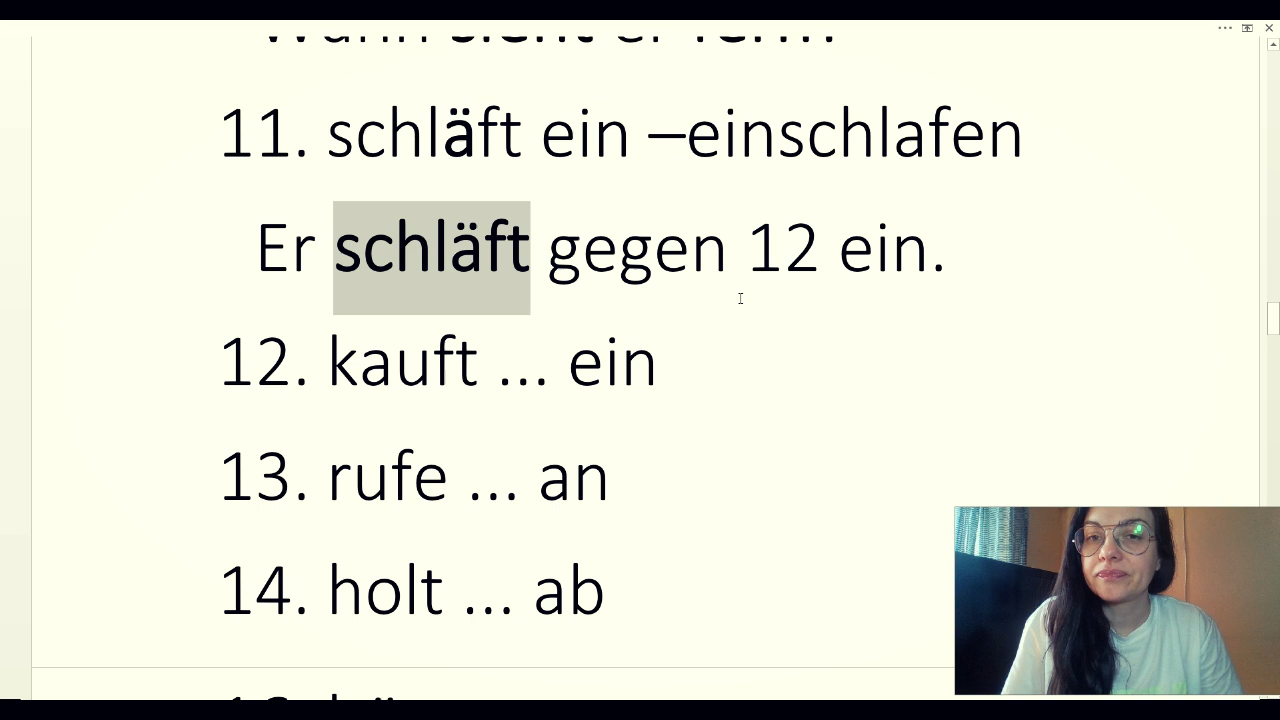 11. schläft ein –einschlafen
Er schläft gegen 12 ein.
12. kauft ... ein
13. rufe ... an
14. holt ... ab